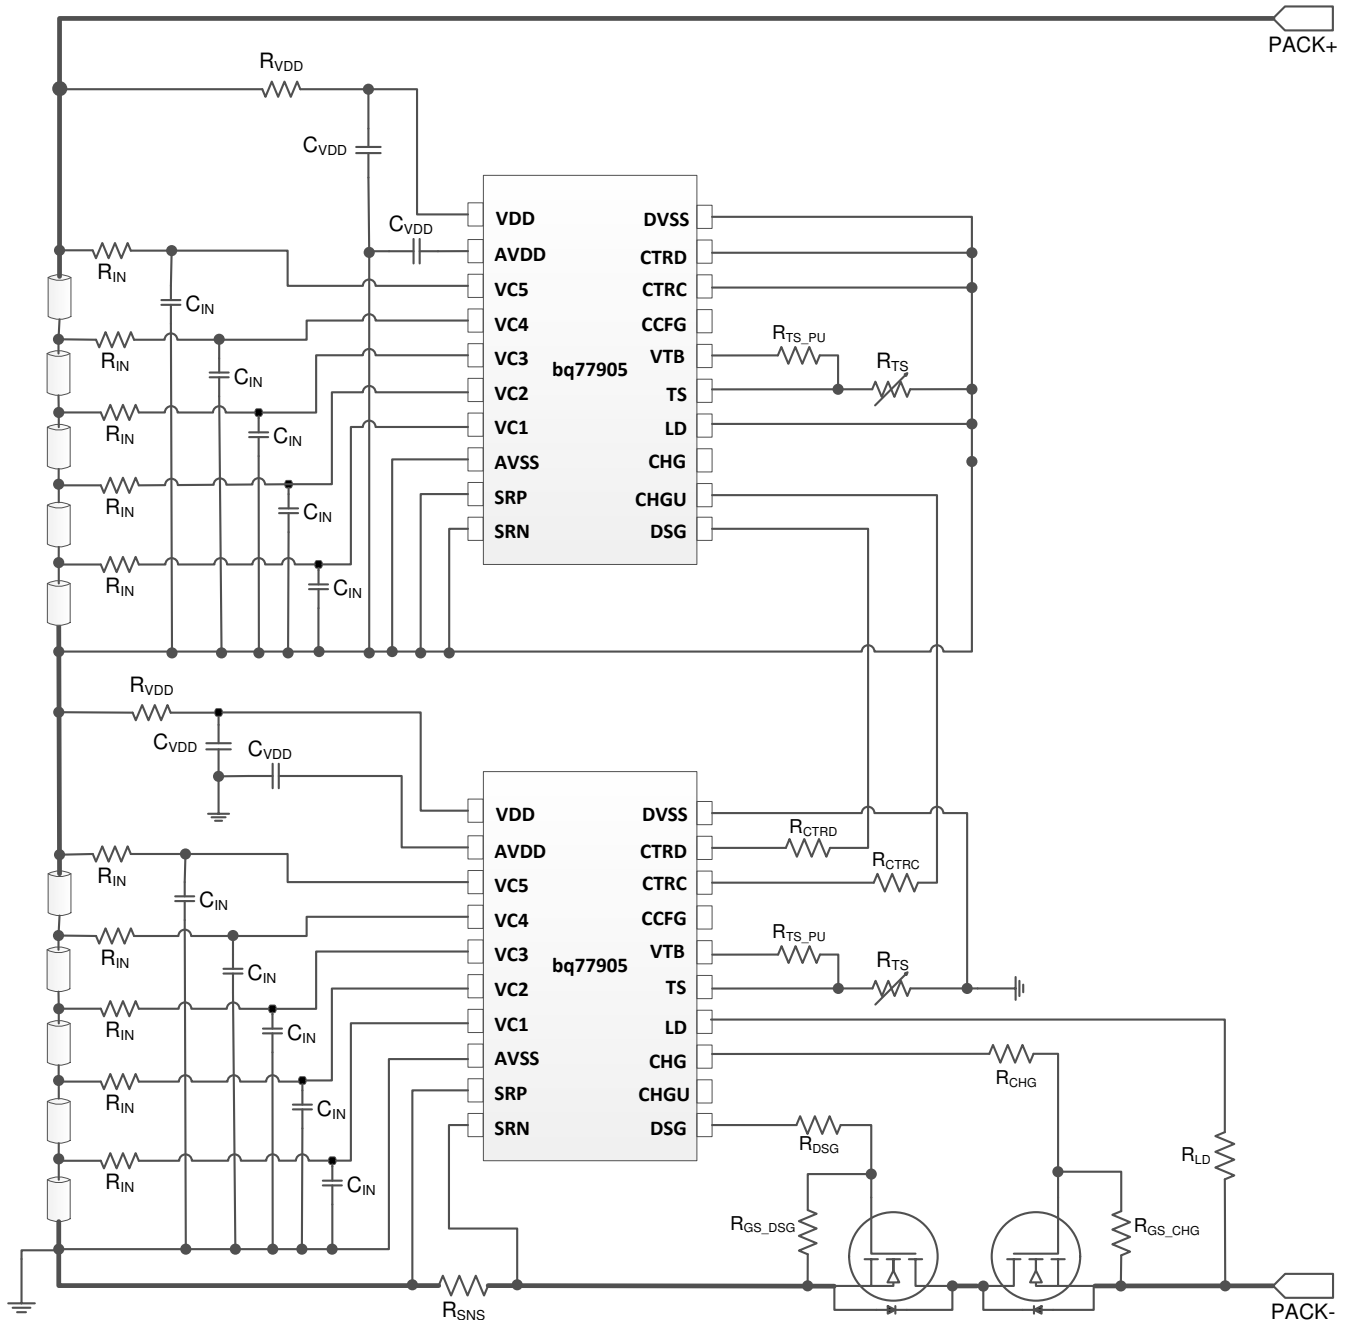 PACK+
RVDD
CVDD
CVDD
VDD
AVDD
VC5
VC4
VC3
VC2
VC1
AVSS
SRP
SRN
bq77905
DVSS
CTRD
CTRC
CCFG
VTB
TS
LD
CHG
CHGU
DSG
RTS_PU
RTS
RIN
CIN
RIN
CIN
RIN
CIN
RIN
CIN
RIN
CIN
RVDD
CVDD
CVDD
VDD
AVDD
VC5
VC4
VC3
VC2
VC1
AVSS
SRP
SRN
bq77905
DVSS
CTRD
CTRC
CCFG
VTB
TS
LD
CHG
CHGU
DSG
RCTRD
RCTRC
RTS_PU
RTS
RIN
CIN
RIN
CIN
RIN
CIN
RIN
CIN
RIN
CIN
RCHG
RDSG
RLD
RGS_DSG
RGS_CHG
RSNS
PACK-